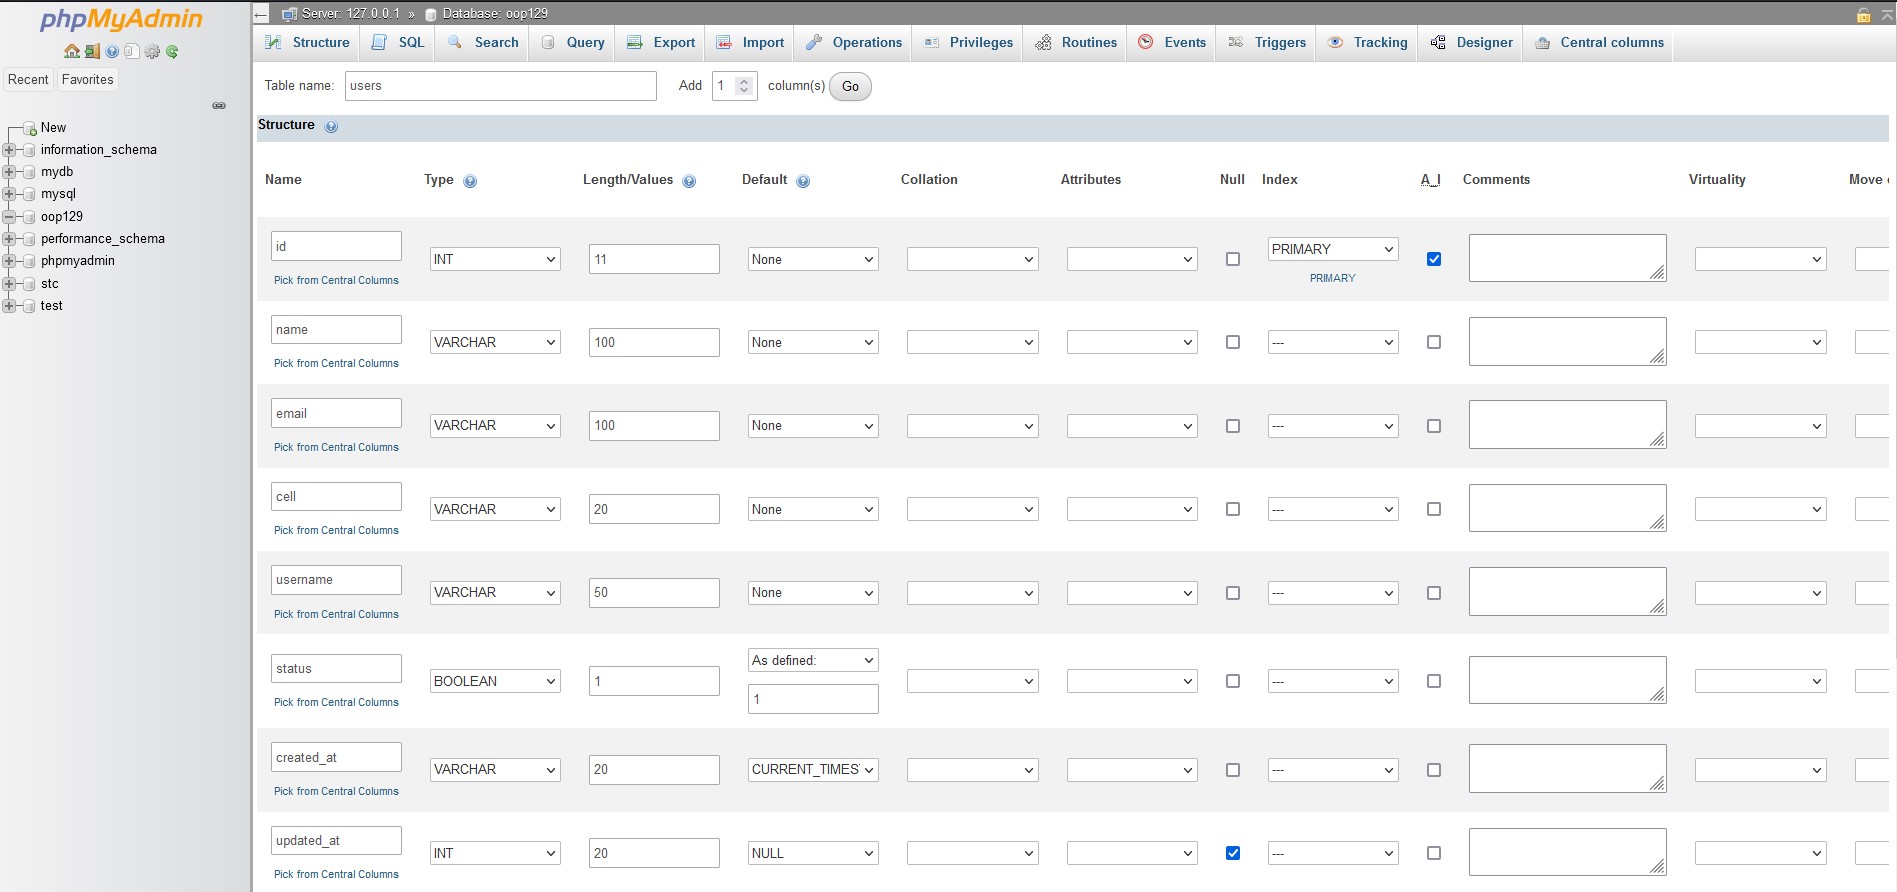 phpMyAdmin
Recent Favorites
New
information_schema
mydb
mysql
oop129
performance_schema
phpmyadmin
stc
test
Server: 127.0.0.1 » Database: oop129
Structure SQL Search Query Export Import Operations Privileges Routines Events Triggers Tracking Designer Central columns
Table name: users Add 1 column(s) Go
Structure
Name Type Length/Values Default Collation Attributes Null Index A_I Comments Virtuality Move
id INT 11 None PRIMARY
Pick from Central Columns PRIMARY
name VARCHAR 100 None ---
Pick from Central Columns
email VARCHAR 100 None ---
Pick from Central Columns
cell VARCHAR 20 None ---
Pick from Central Columns
username VARCHAR 50 None ---
Pick from Central Columns
status BOOLEAN 1 As defined: ---
Pick from Central Columns 1
created_at VARCHAR 20 CURRENT_TIMES ---
Pick from Central Columns
updated_at INT 20 NULL ---
Pick from Central Columns